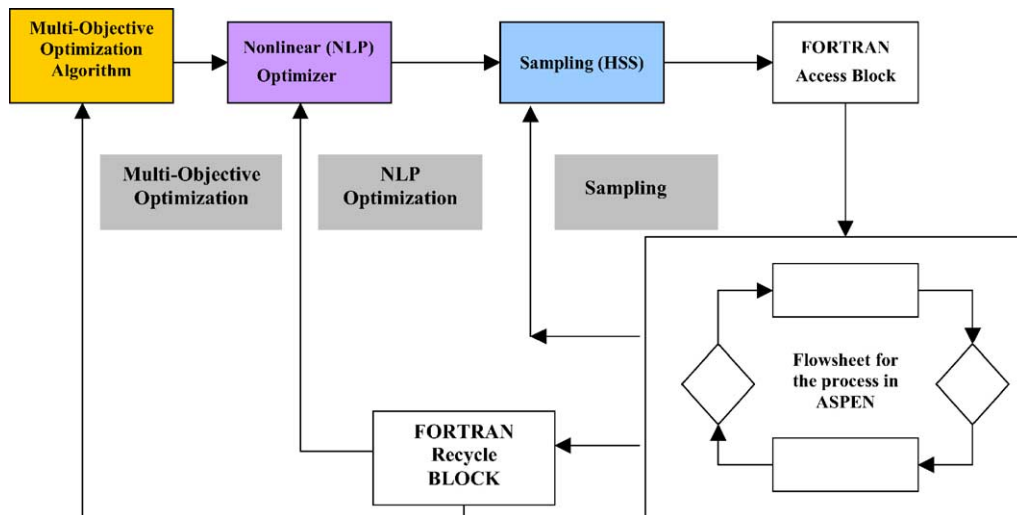 Multi-Objective
Optimization
Algorithm
Nonlinear (NLP)
Optimizer
Sampling (HSS)
FORTRAN
Access Block
Multi-Objective
Optimization
NLP
Optimization
Sampling
Flowsheet for
the process in
ASPEN
FORTRAN
Recycle
BLOCK